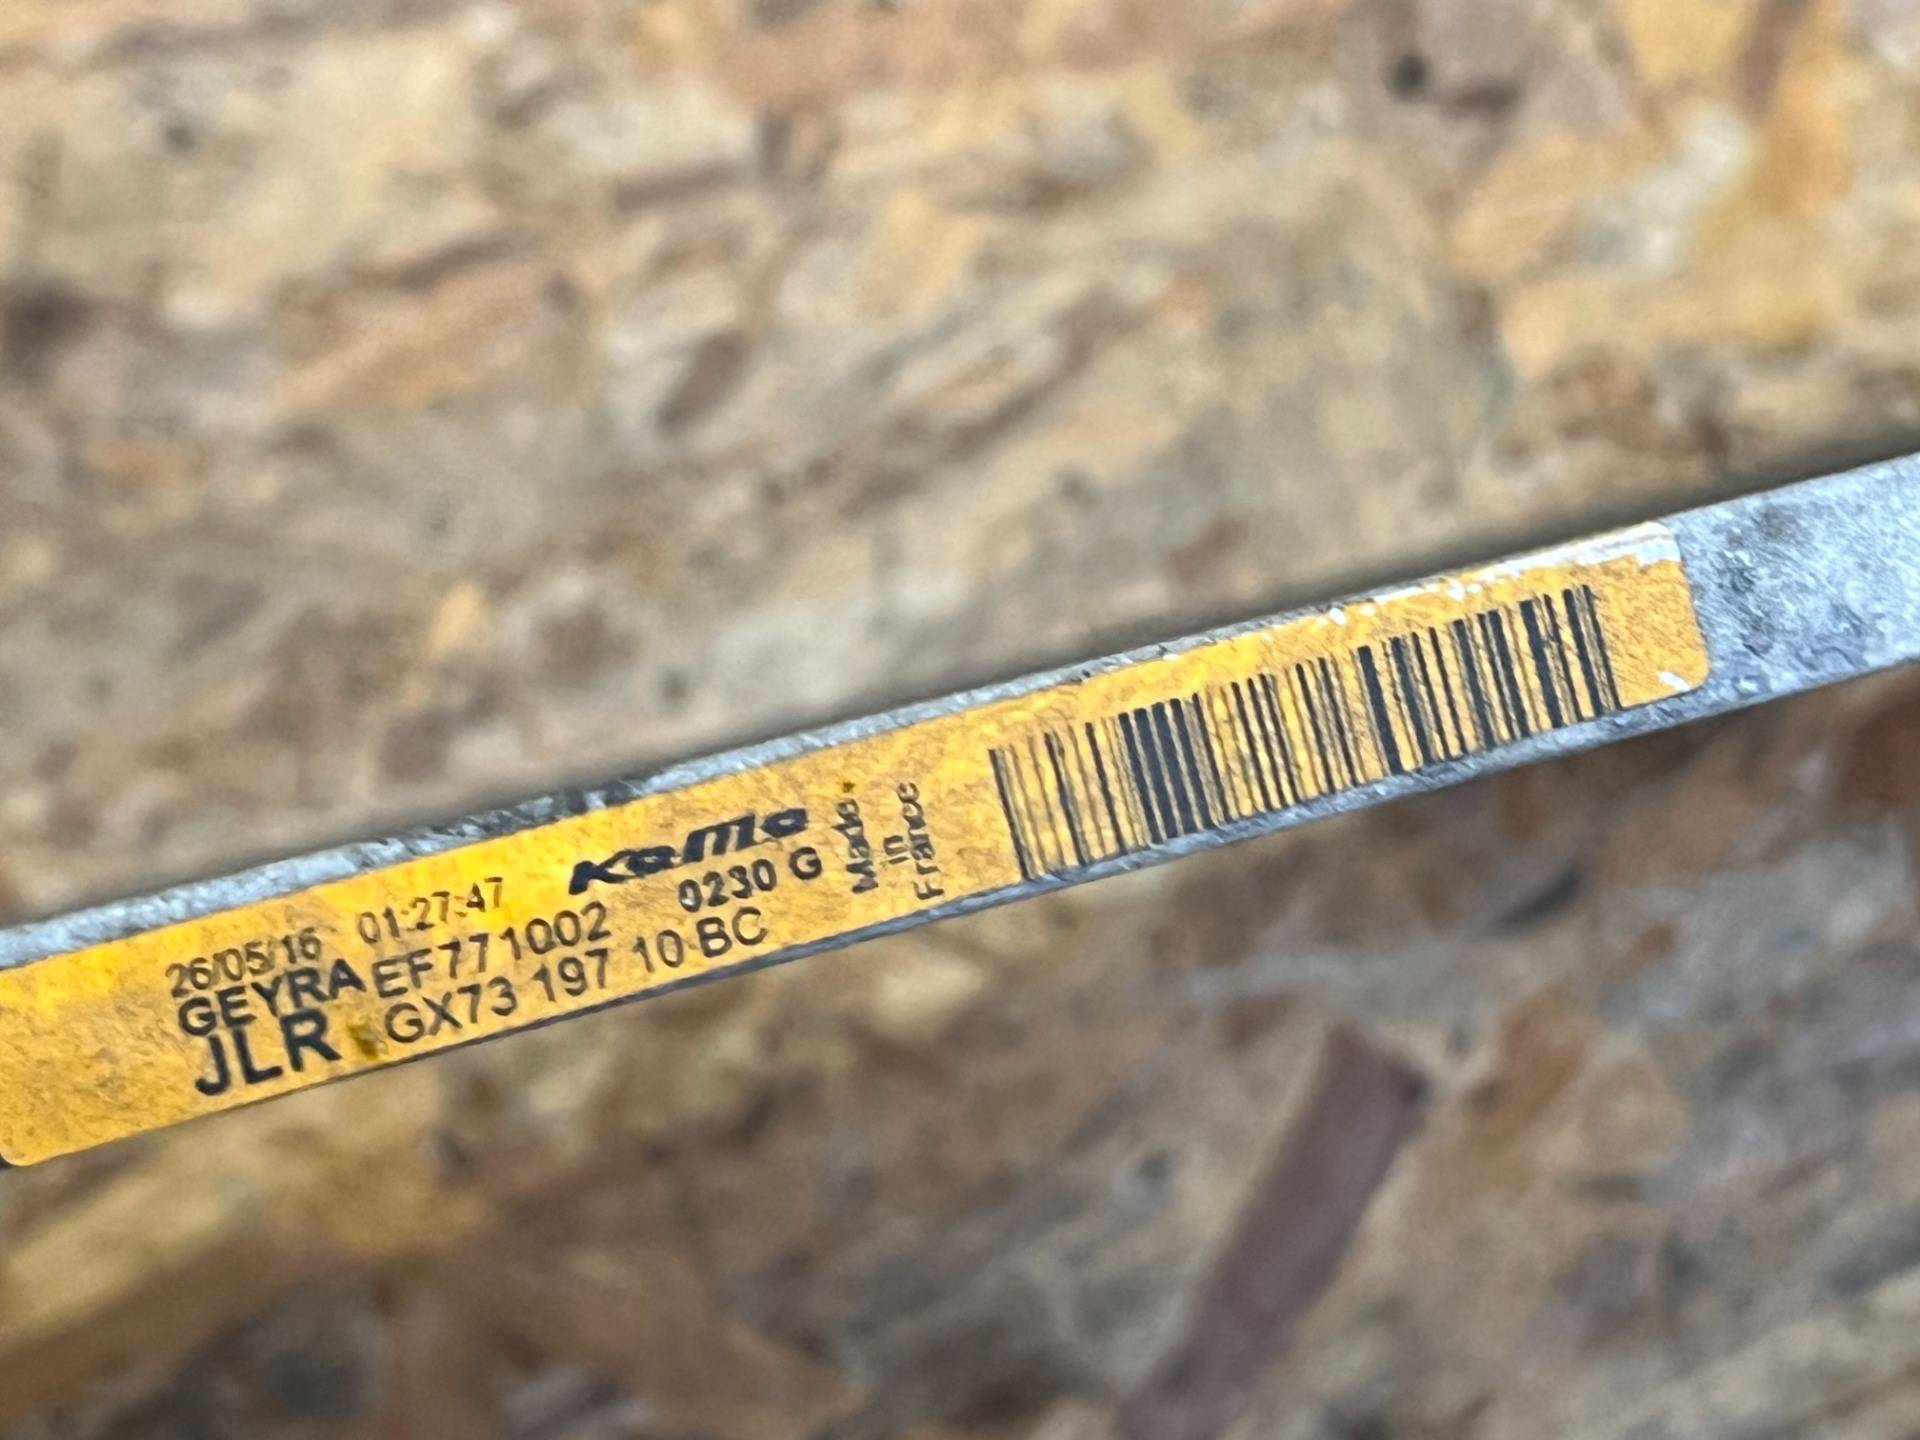 26/05/16 01:27:47 KeMo
GEYRA EF771002 0230 G
JLR GX73 197 10 BC
Made
in
France